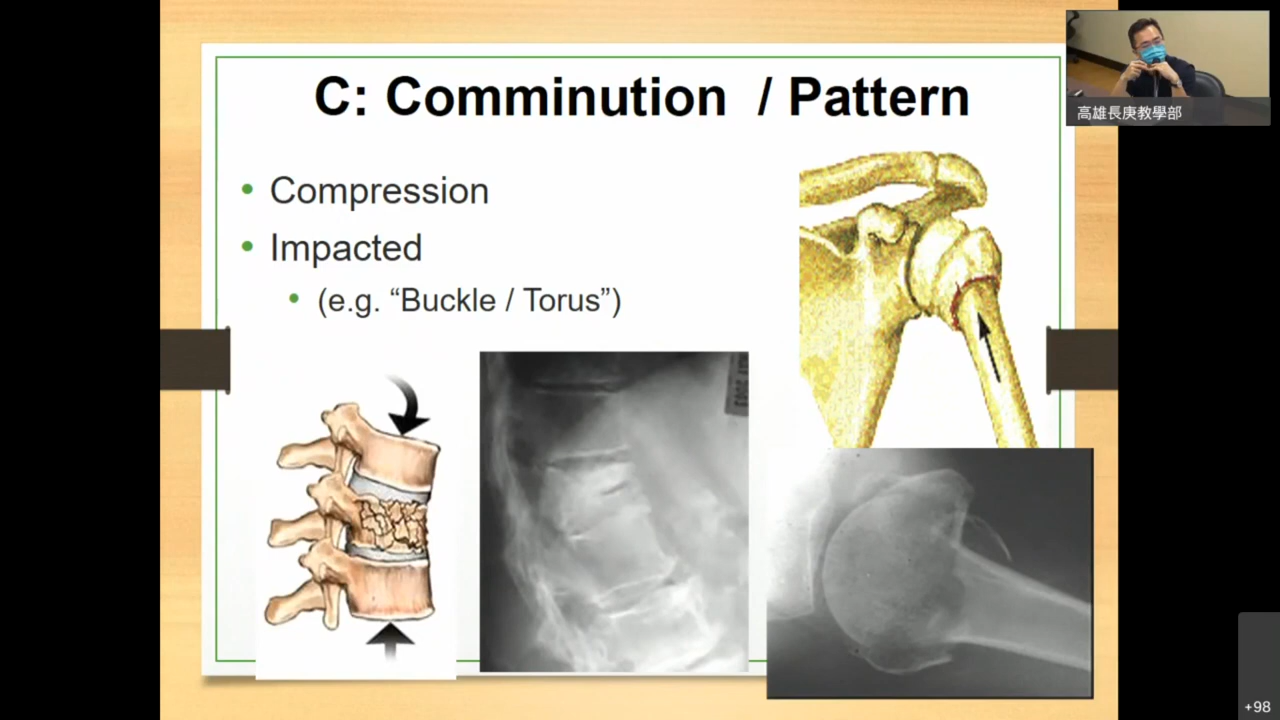 C: Comminution / Pattern
• Compression
• Impacted
• (e.g. “Buckle / Torus”)
高雄長庚教學部
+98